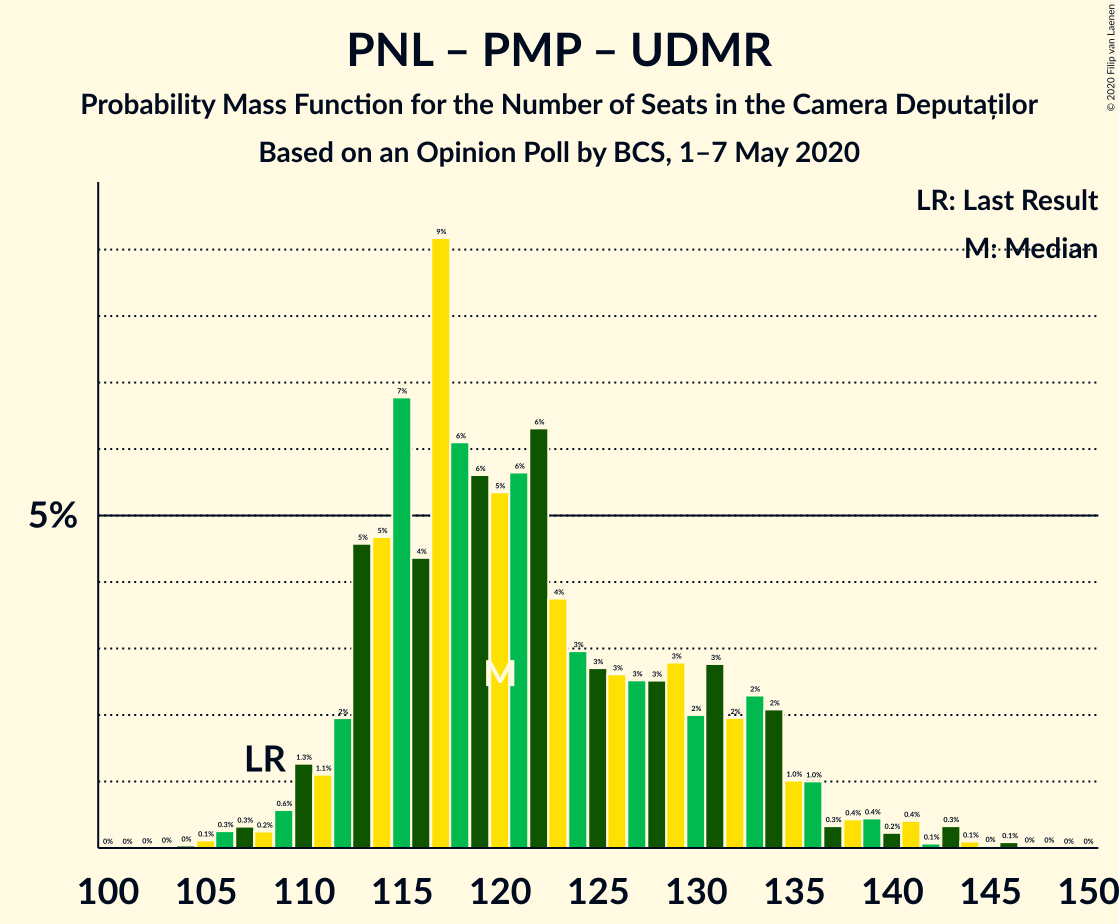 © 2020 Filip van Laenen
PNL – PMP – UDMR
Probability Mass Function for the Number of Seats in the Camera Deputaților
Based on an Opinion Poll by BCS, 1–7 May 2020
LR: Last Result
M: Median
5%
LR
M
0% 0% 0% 0% 0% 0.1% 0.3% 0.3% 0.2% 0.6% 1.3% 1.1% 2% 5% 5% 7% 4% 9% 6% 6% 5% 6% 6% 4% 3% 3% 3% 3% 3% 3% 2% 3% 2% 2% 2% 1.0% 1.0% 0.3% 0.4% 0.4% 0.2% 0.4% 0.1% 0.3% 0.1% 0% 0.1% 0% 0% 0% 0%
100 105 110 115 120 125 130 135 140 145 150